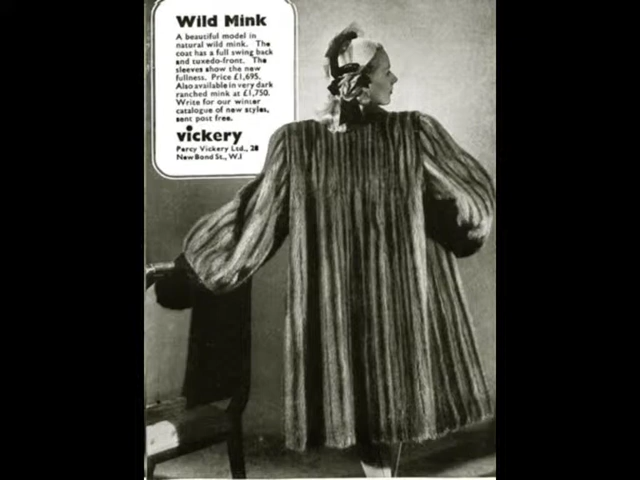 Wild Mink
A beautiful model in
natural wild mink. The
coat has a full swing back
and tuxedo-front. The
sleeves show the new
fullness. Price £1,695.
Also available in very dark
ranched mink at £1,750.
Write for our winter
catalogue of new styles,
sent post free.
vickery
Percy Vickery Ltd., 28
New Bond St., W.1